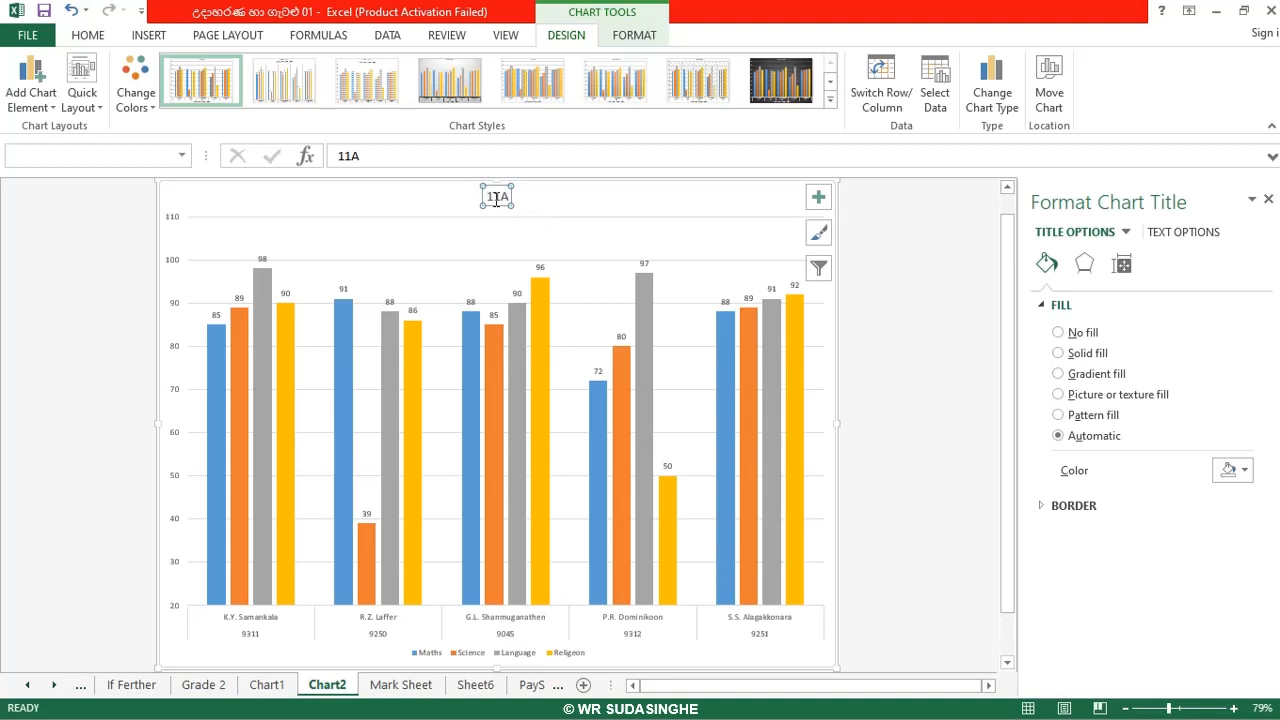 උදාහරණ හා ගැටළු 01 - Excel (Product Activation Failed)
CHART TOOLS
?
FILE HOME INSERT PAGE LAYOUT FORMULAS DATA REVIEW VIEW DESIGN FORMAT Sign i
Add Chart Element
Quick Layout
Change Colors
Switch Row/ Column
Select Data
Change Chart Type
Move Chart
Chart Layouts Chart Styles Data Type Location
fx 11A
11A
Format Chart Title
TITLE OPTIONS TEXT OPTIONS
FILL
No fill
Solid fill
Gradient fill
Picture or texture fill
Pattern fill
Automatic
Color
BORDER
110
100
90
80
70
60
50
40
30
20
85 89 98 90
91 39 88 86
88 85 90 96
72 80 97 50
88 89 91 92
K.Y. Samankala R.Z. Laffer G.L. Shanmuganathen P.R. Dominikoon S.S. Alagakkonara
9311 9250 9045 9312 9251
Maths Science Language Religeon
... If Ferther Grade 2 Chart1 Chart2 Mark Sheet Sheet6 PayS ...
READY © WR SUDASINGHE 79%